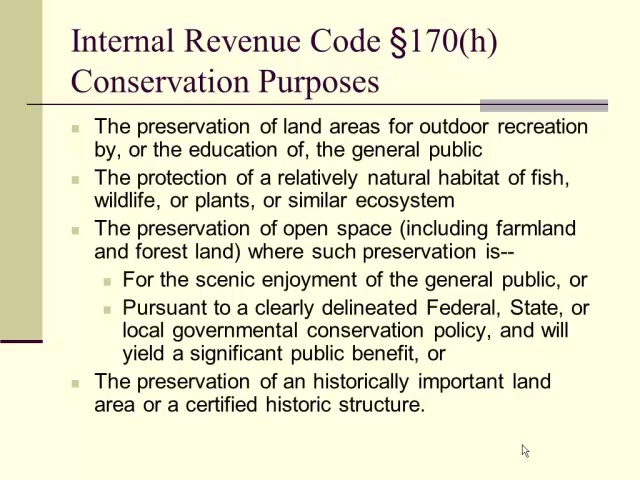 Internal Revenue Code §170(h)
Conservation Purposes
The preservation of land areas for outdoor recreation
by, or the education of, the general public
The protection of a relatively natural habitat of fish,
wildlife, or plants, or similar ecosystem
The preservation of open space (including farmland
and forest land) where such preservation is--
For the scenic enjoyment of the general public, or
Pursuant to a clearly delineated Federal, State, or
local governmental conservation policy, and will
yield a significant public benefit, or
The preservation of an historically important land
area or a certified historic structure.